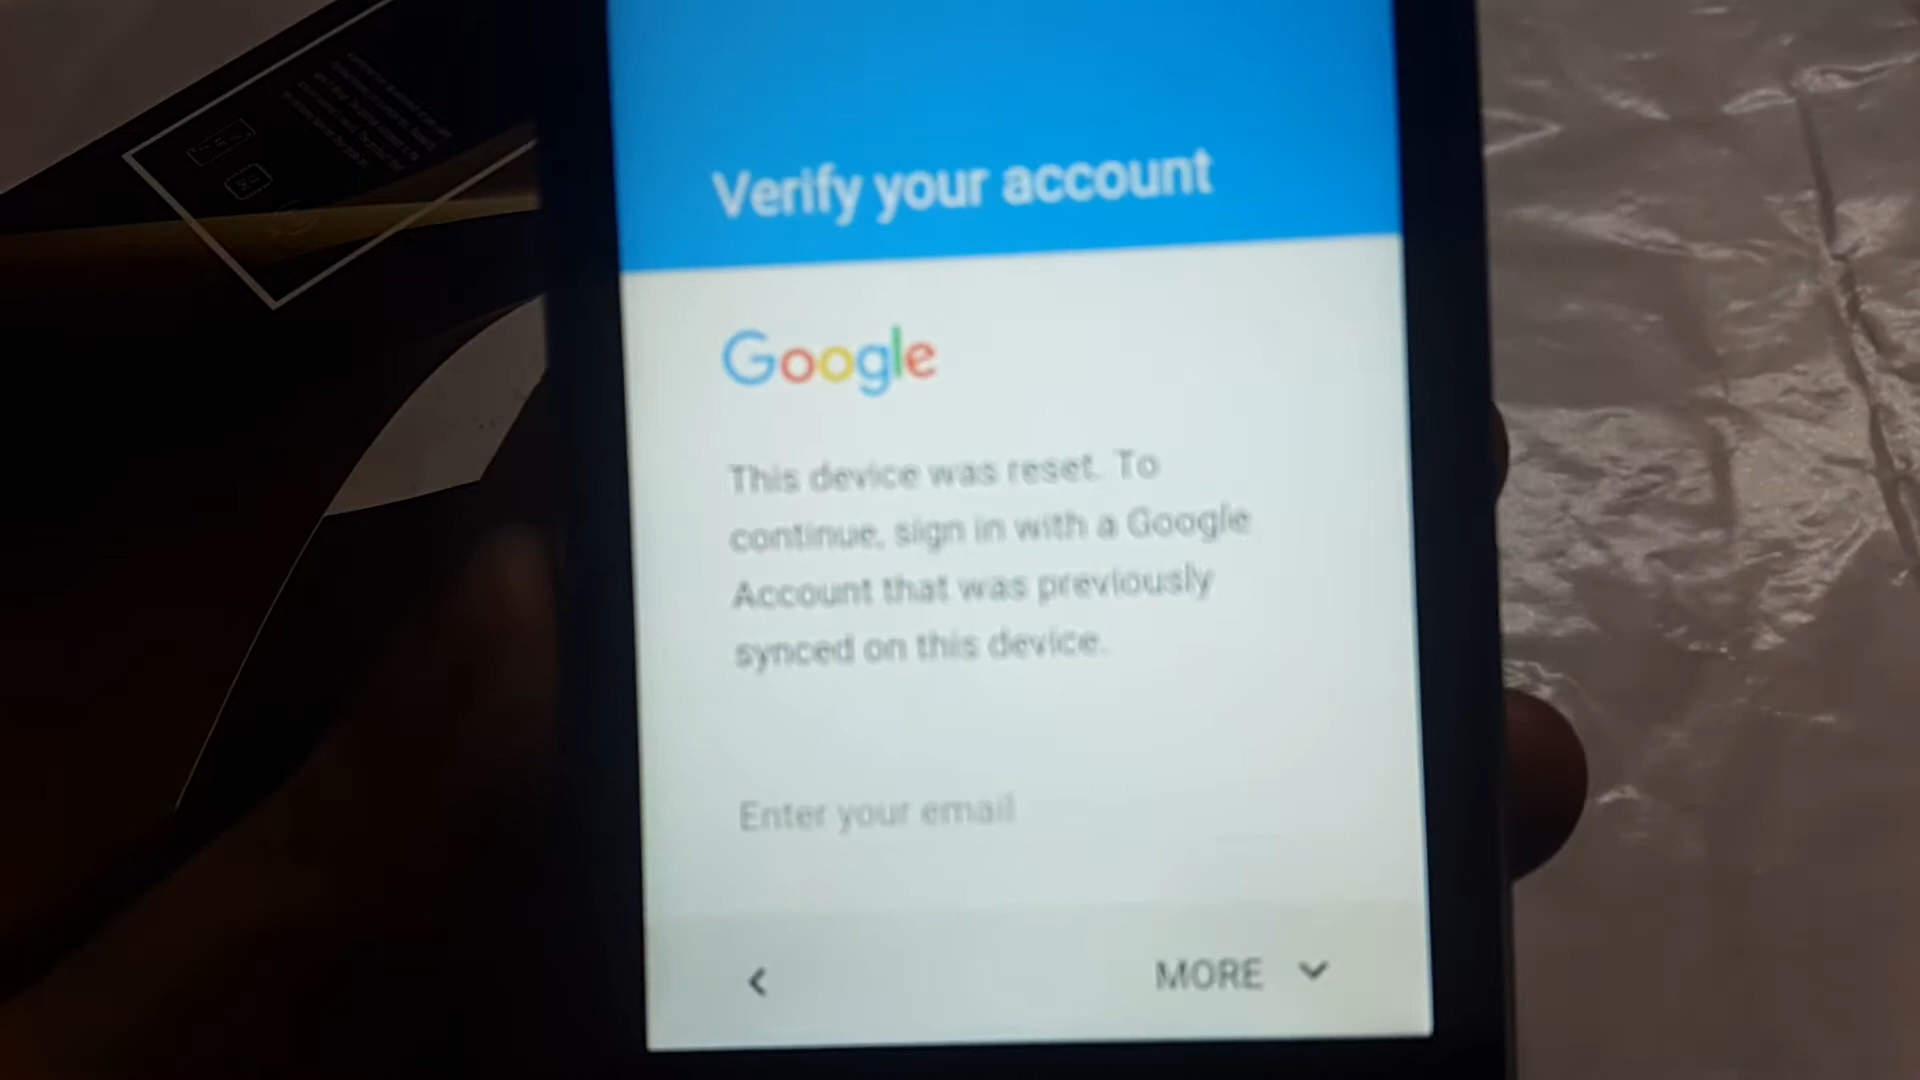 Verify your account
Google
This device was reset. To
continue, sign in with a Google
Account that was previously
synced on this device.
Enter your email
MORE